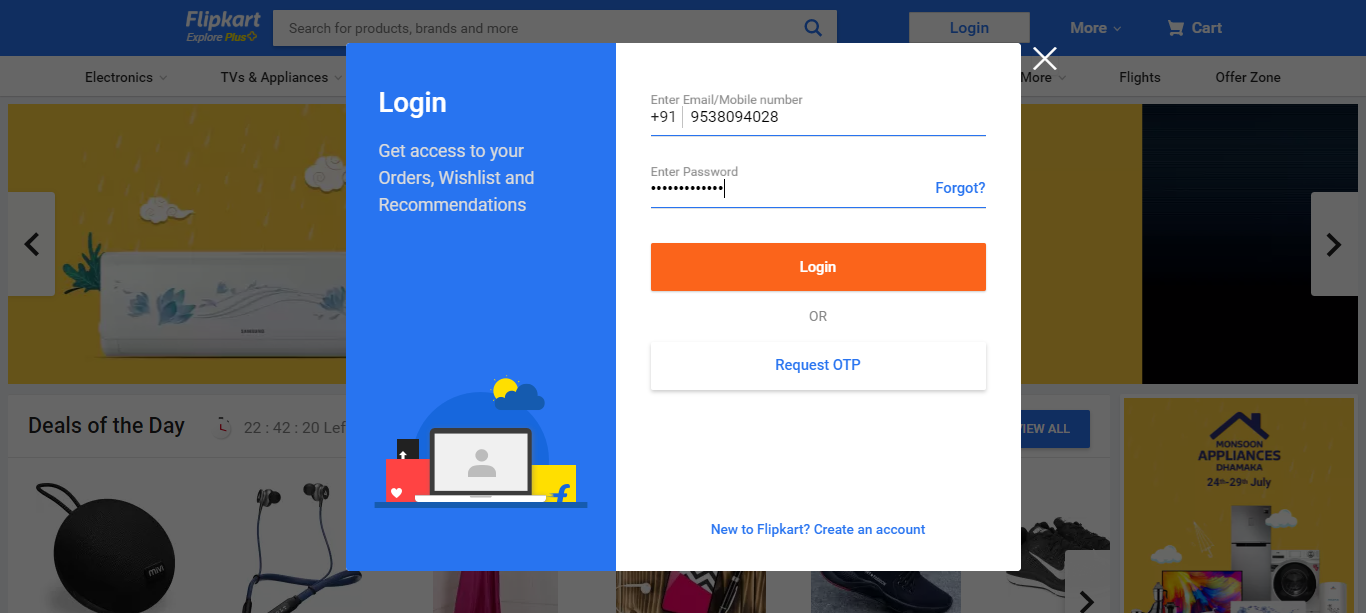 Flipkart
Explore Plus
Search for products, brands and more
Login
More
Cart
Electronics
TVs & Appliances
More
Flights
Offer Zone
Login
Get access to your
Orders, Wishlist and
Recommendations
Enter Email/Mobile number
+91 9538094028
Enter Password
•••••••••••••
Forgot?
Login
OR
Request OTP
New to Flipkart? Create an account
SAMSUNG
Deals of the Day
22 : 42 : 20 Lef
VIEW ALL
MONSOON
APPLIANCES
DHAMAKA
24th-29th July
mivi